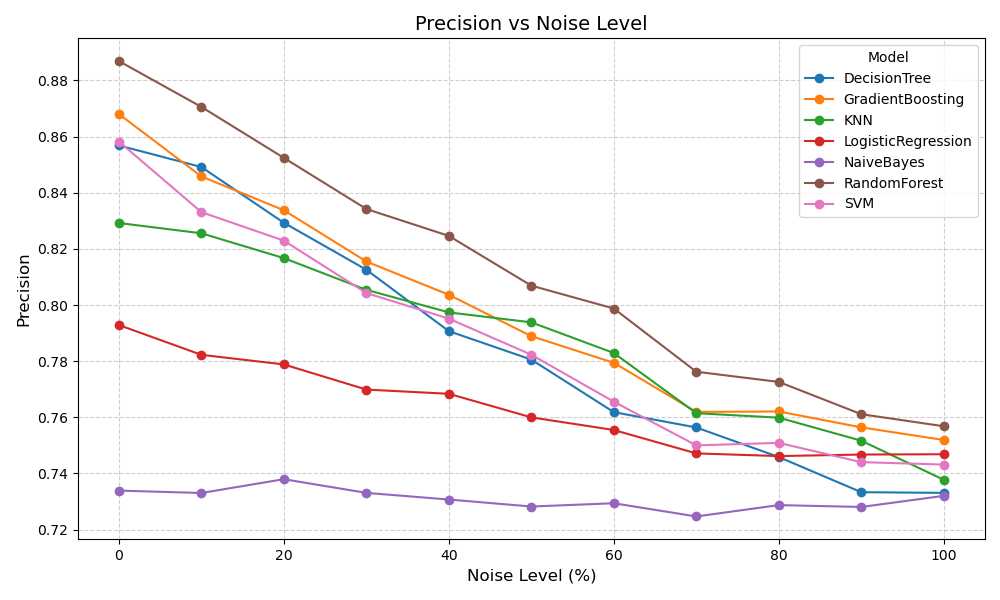 Precision vs Noise Level
Model
DecisionTree
GradientBoosting
KNN
LogisticRegression
NaiveBayes
RandomForest
SVM
Precision
0.88
0.86
0.84
0.82
0.80
0.78
0.76
0.74
0.72
0 20 40 60 80 100
Noise Level (%)